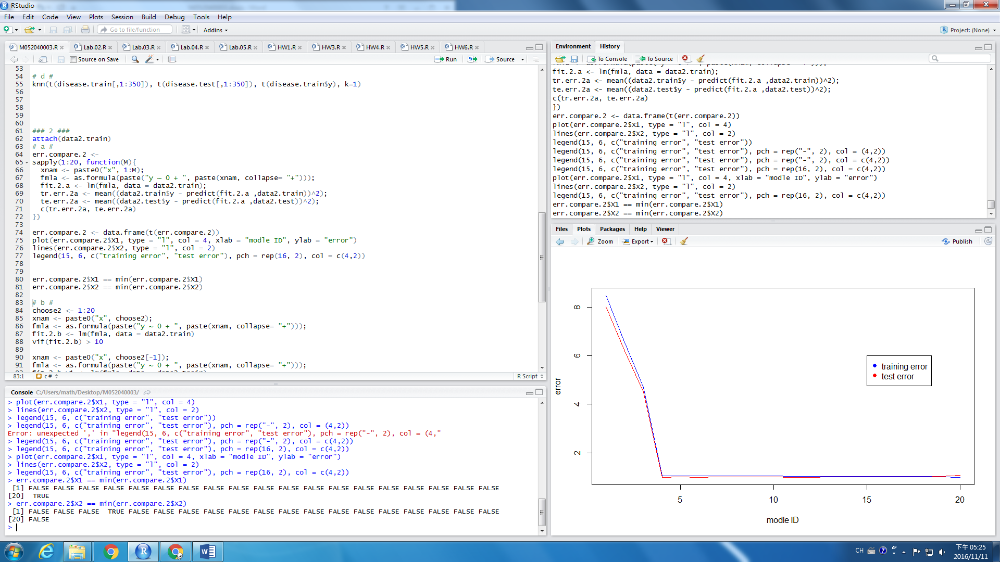 RStudio
File Edit Code View Plots Session Build Debug Tools Help
Go to file/function Addins Project: (None)
M052040003.R Lab.02.R Lab.03.R Lab.04.R Lab.05.R HW1.R HW3.R HW4.R HW5.R HW6.R
Source on Save Run Source
53
54 # d #
55 knn(t(disease.train[,1:350]), t(disease.test[,1:350]), t(disease.train$y), k=1)
56
57
58
59
60
61 ### 2 ###
62 attach(data2.train)
63 # a #
64 err.compare.2 <-
65 sapply(1:20, function(M){
66 xnam <- paste0("x", 1:M);
67 fmla <- as.formula(paste("y ~ 0 + ", paste(xnam, collapse= "+")));
68 fit.2.a <- lm(fmla, data = data2.train);
69 tr.err.2a <- mean((data2.train$y - predict(fit.2.a ,data2.train))^2);
70 te.err.2a <- mean((data2.test$y - predict(fit.2.a ,data2.test))^2);
71 c(tr.err.2a, te.err.2a)
72 })
73
74 err.compare.2 <- data.frame(t(err.compare.2))
75 plot(err.compare.2$X1, type = "l", col = 4, xlab = "modle ID", ylab = "error")
76 lines(err.compare.2$X2, type = "l", col = 2)
77 legend(15, 6, c("training error", "test error"), pch = rep(16, 2), col = c(4,2))
78
79
80 err.compare.2$X1 == min(err.compare.2$X1)
81 err.compare.2$X2 == min(err.compare.2$X2)
82
83 # b #
84 choose2 <- 1:20
85 xnam <- paste0("x", choose2);
86 fmla <- as.formula(paste("y ~ 0 + ", paste(xnam, collapse= "+")));
87 fit.2.b <- lm(fmla, data = data2.train)
88 vif(fit.2.b) > 10
89
90 xnam <- paste0("x", choose2[-1]);
91 fmla <- as.formula(paste("y ~ 0 + ", paste(xnam, collapse= "+")));
83:1 c # R Script
Console C:/Users/math/Desktop/M052040003/
> plot(err.compare.2$X1, type = "l", col = 4)
> lines(err.compare.2$X2, type = "l", col = 2)
> legend(15, 6, c("training error", "test error"))
> legend(15, 6, c("training error", "test error"), pch = rep("-", 2), col = (4,2))
Error: unexpected ',' in "legend(15, 6, c("training error", "test error"), pch = rep("-", 2), col = (4,"
> legend(15, 6, c("training error", "test error"), pch = rep("-", 2), col = c(4,2))
> legend(15, 6, c("training error", "test error"), pch = rep(16, 2), col = c(4,2))
> plot(err.compare.2$X1, type = "l", col = 4, xlab = "modle ID", ylab = "error")
> lines(err.compare.2$X2, type = "l", col = 2)
> legend(15, 6, c("training error", "test error"), pch = rep(16, 2), col = c(4,2))
> err.compare.2$X1 == min(err.compare.2$X1)
[1] FALSE FALSE FALSE FALSE FALSE FALSE FALSE FALSE FALSE FALSE FALSE FALSE FALSE FALSE FALSE FALSE FALSE FALSE FALSE
[20] TRUE
> err.compare.2$X2 == min(err.compare.2$X2)
[1] FALSE FALSE FALSE TRUE FALSE FALSE FALSE FALSE FALSE FALSE FALSE FALSE FALSE FALSE FALSE FALSE FALSE FALSE FALSE
[20] FALSE
>
Environment History
To Console To Source
fit.2.a <- lm(fmla, data = data2.train);
tr.err.2a <- mean((data2.train$y - predict(fit.2.a ,data2.train))^2);
te.err.2a <- mean((data2.test$y - predict(fit.2.a ,data2.test))^2);
c(tr.err.2a, te.err.2a)
})
err.compare.2 <- data.frame(t(err.compare.2))
plot(err.compare.2$X1, type = "l", col = 4)
lines(err.compare.2$X2, type = "l", col = 2)
legend(15, 6, c("training error", "test error"))
legend(15, 6, c("training error", "test error"), pch = rep("-", 2), col = (4,2))
legend(15, 6, c("training error", "test error"), pch = rep("-", 2), col = c(4,2))
legend(15, 6, c("training error", "test error"), pch = rep(16, 2), col = c(4,2))
plot(err.compare.2$X1, type = "l", col = 4, xlab = "modle ID", ylab = "error")
lines(err.compare.2$X2, type = "l", col = 2)
legend(15, 6, c("training error", "test error"), pch = rep(16, 2), col = c(4,2))
err.compare.2$X1 == min(err.compare.2$X1)
err.compare.2$X2 == min(err.compare.2$X2)
Files Plots Packages Help Viewer
Zoom Export Publish
8
6
4
2
error
training error
test error
5 10 15 20
modle ID
CH 下午 05:25
2016/11/11